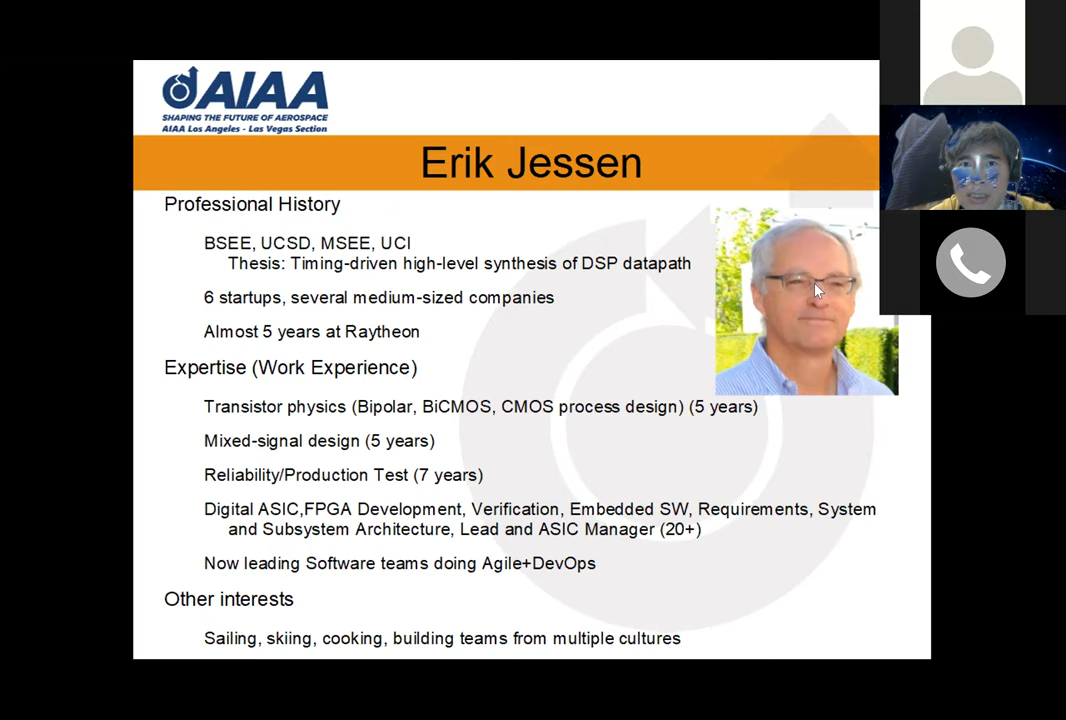 AIAA
SHAPING THE FUTURE OF AEROSPACE
AIAA Los Angeles - Las Vegas Section
Erik Jessen
Professional History
BSEE, UCSD, MSEE, UCI
Thesis: Timing-driven high-level synthesis of DSP datapath
6 startups, several medium-sized companies
Almost 5 years at Raytheon
Expertise (Work Experience)
Transistor physics (Bipolar, BiCMOS, CMOS process design) (5 years)
Mixed-signal design (5 years)
Reliability/Production Test (7 years)
Digital ASIC,FPGA Development, Verification, Embedded SW, Requirements, System
and Subsystem Architecture, Lead and ASIC Manager (20+)
Now leading Software teams doing Agile+DevOps
Other interests
Sailing, skiing, cooking, building teams from multiple cultures